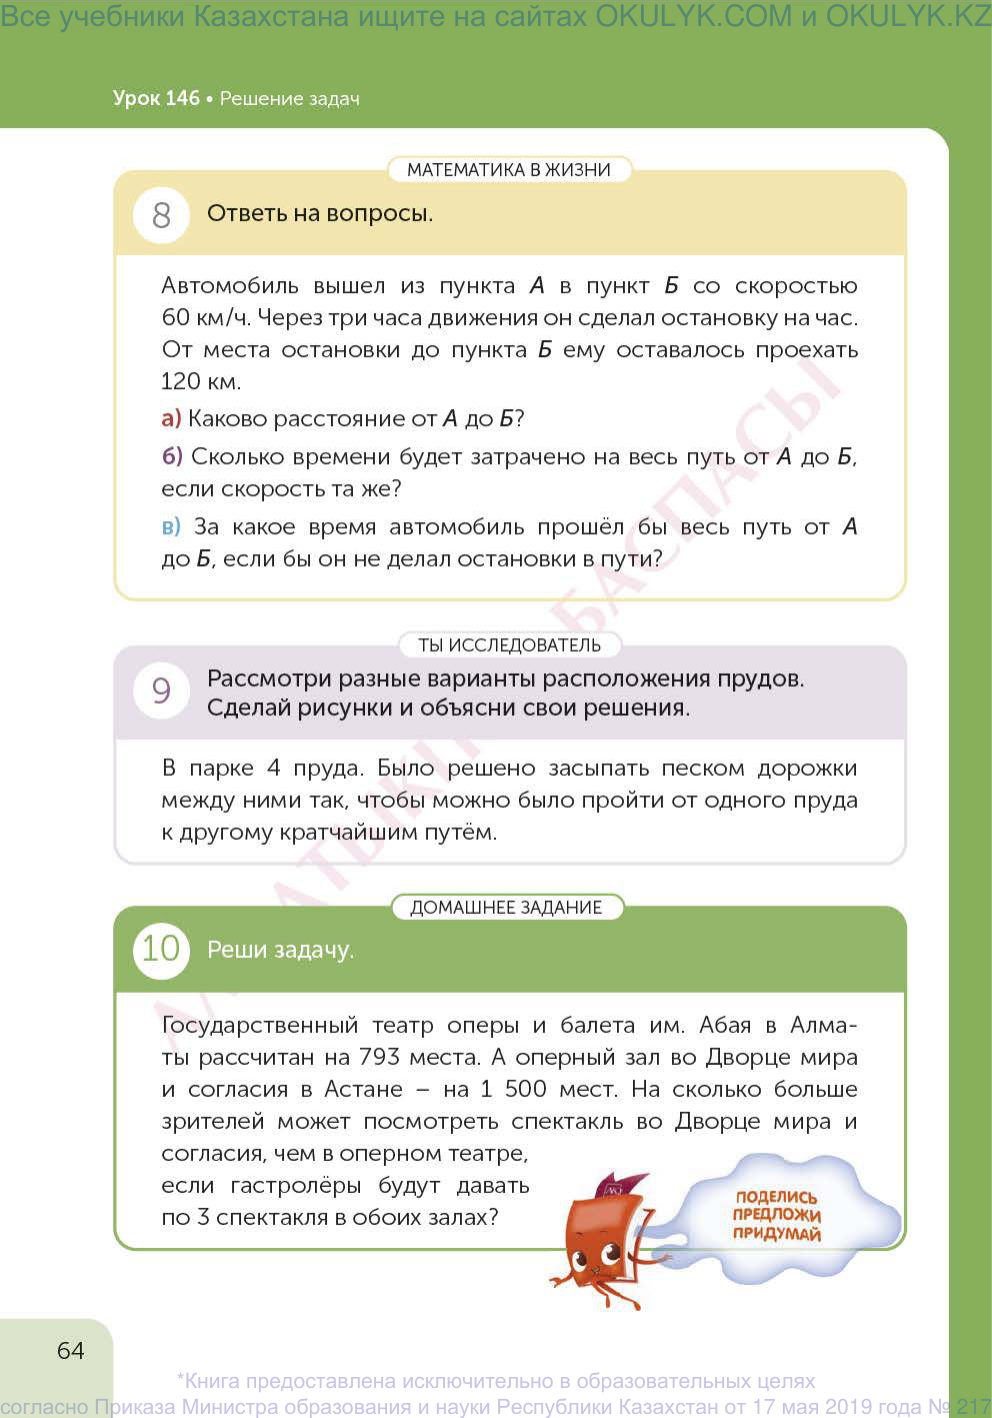 Все учебники Казахстана ищите на сайтах OKULYK.COM и OKULYK.KZ
Урок 146 • Решение задач
МАТЕМАТИКА В ЖИЗНИ
8
Ответь на вопросы.
Автомобиль вышел из пункта А в пункт Б со скоростью
60 км/ч. Через три часа движения он сделал остановку на час.
От места остановки до пункта Б ему оставалось проехать
120 км.
а) Каково расстояние от А до Б?
б) Сколько времени будет затрачено на весь путь от А до Б,
если скорость та же?
в) За какое время автомобиль прошёл бы весь путь от А
до Б, если бы он не делал остановки в пути?
ТЫ ИССЛЕДОВАТЕЛЬ
9
Рассмотри разные варианты расположения прудов.
Сделай рисунки и объясни свои решения.
В парке 4 пруда. Было решено засыпать песком дорожки
между ними так, чтобы можно было пройти от одного пруда
к другому кратчайшим путём.
ДОМАШНЕЕ ЗАДАНИЕ
10
Реши задачу.
Государственный театр оперы и балета им. Абая в Алма-
ты рассчитан на 793 места. А оперный зал во Дворце мира
и согласия в Астане – на 1 500 мест. На сколько больше
зрителей может посмотреть спектакль во Дворце мира и
согласия, чем в оперном театре,
если гастролёры будут давать
по 3 спектакля в обоих залах?
ПОДЕЛИСЬ
ПРЕДЛОЖИ
ПРИДУМАЙ
64
*Книга предоставлена исключительно в образовательных целях
согласно Приказа Министра образования и науки Республики Казахстан от 17 мая 2019 года № 217